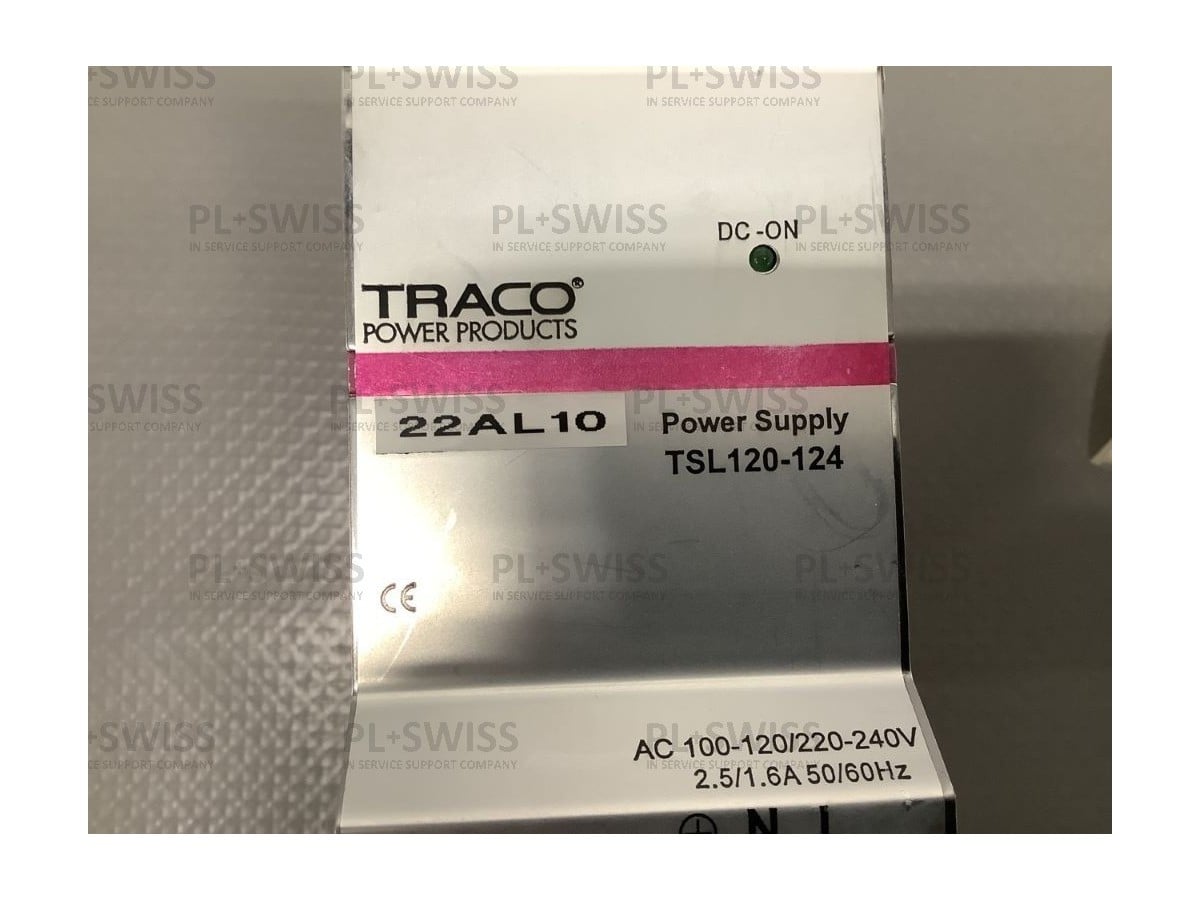 PL+SWISS
IN SERVICE SUPPORT COMPANY
DC -ON
TRACO®
POWER PRODUCTS
22AL10
Power Supply
TSL120-124
CE
AC 100-120/220-240V
2.5/1.6A 50/60Hz
N L